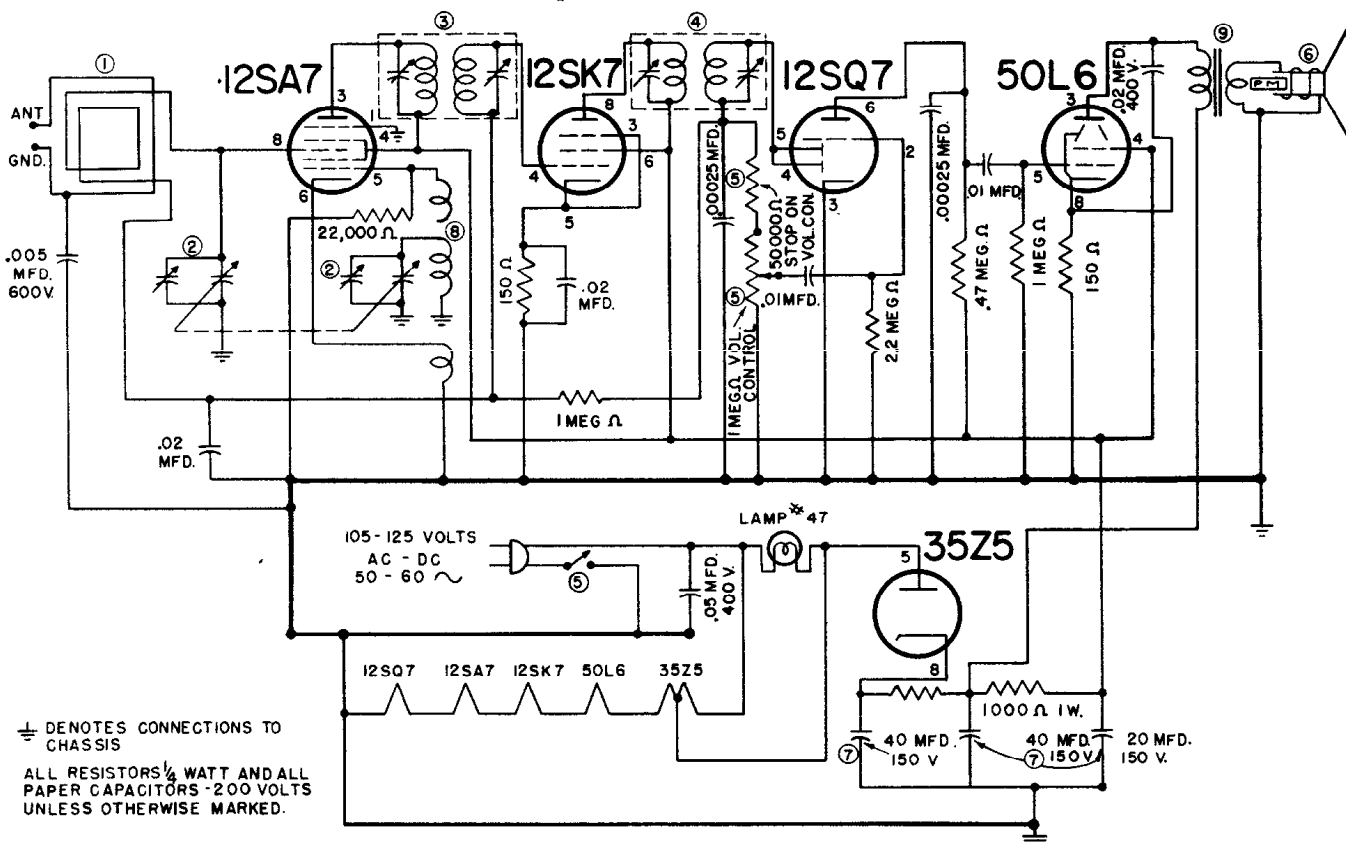 ③
④
⑨
①
⑥
12SA7
12SK7
12SQ7
50L6
ANT.
GND.
3
8
1
4
5
6
8
3
6
4
5
6
5
4
2
3
3
4
5
8
.02 MFD.
400 V.
P M
.00025 MFD.
⑤
50000 Ω
STOP ON
VOL.CON.
.00025 MFD.
.01 MFD.
22,000 Ω
⑧
②
②
.005
MFD.
600 V.
150 Ω
.02
MFD.
⑤
.01 MFD.
2.2 MEG Ω
.47 MEG. Ω
1 MEG Ω
150 Ω
1 MEG Ω VOL.
CONTROL
1 MEG Ω
.02
MFD.
LAMP # 47
105-125 VOLTS
AC - DC
50 - 60 ~
⑤
.05 MFD.
400 V.
35Z5
5
8
12SQ7
12SA7
12SK7
50L6
35Z5
1000 Ω 1 W.
⑦
40 MFD.
150 V
⑦
40 MFD.
150 V.
20 MFD.
150 V.
DENOTES CONNECTIONS TO
CHASSIS
ALL RESISTORS 1/4 WATT AND ALL
PAPER CAPACITORS - 200 VOLTS
UNLESS OTHERWISE MARKED.